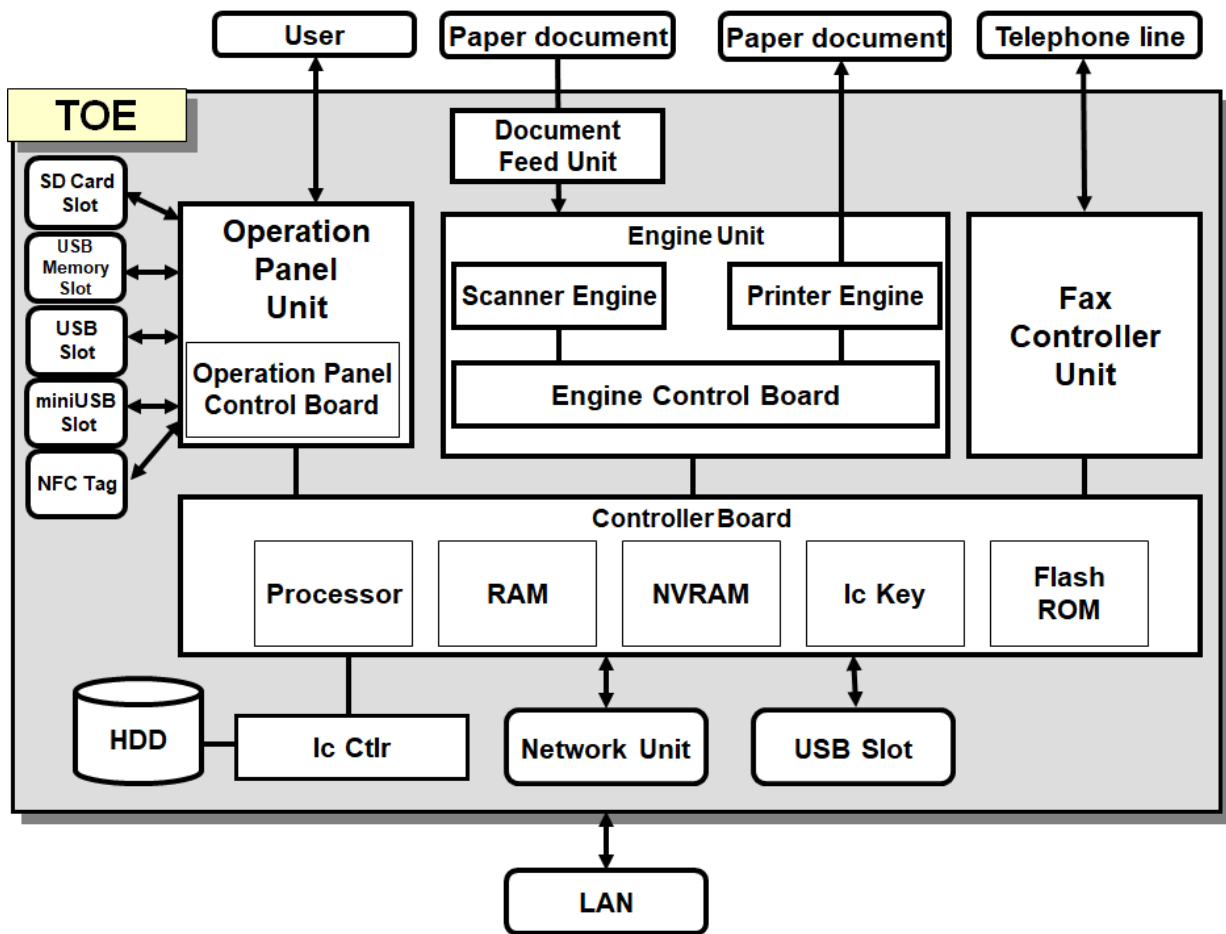 User
Paper document
Paper document
Telephone line
TOE
Document
Feed Unit
SD Card
Slot
USB
Memory
Slot
USB
Slot
miniUSB
Slot
NFC Tag
Operation
Panel
Unit
Operation Panel
Control Board
Engine Unit
Scanner Engine
Printer Engine
Engine Control Board
Fax
Controller
Unit
Controller Board
Processor
RAM
NVRAM
Ic Key
Flash
ROM
HDD
Ic Ctlr
Network Unit
USB Slot
LAN